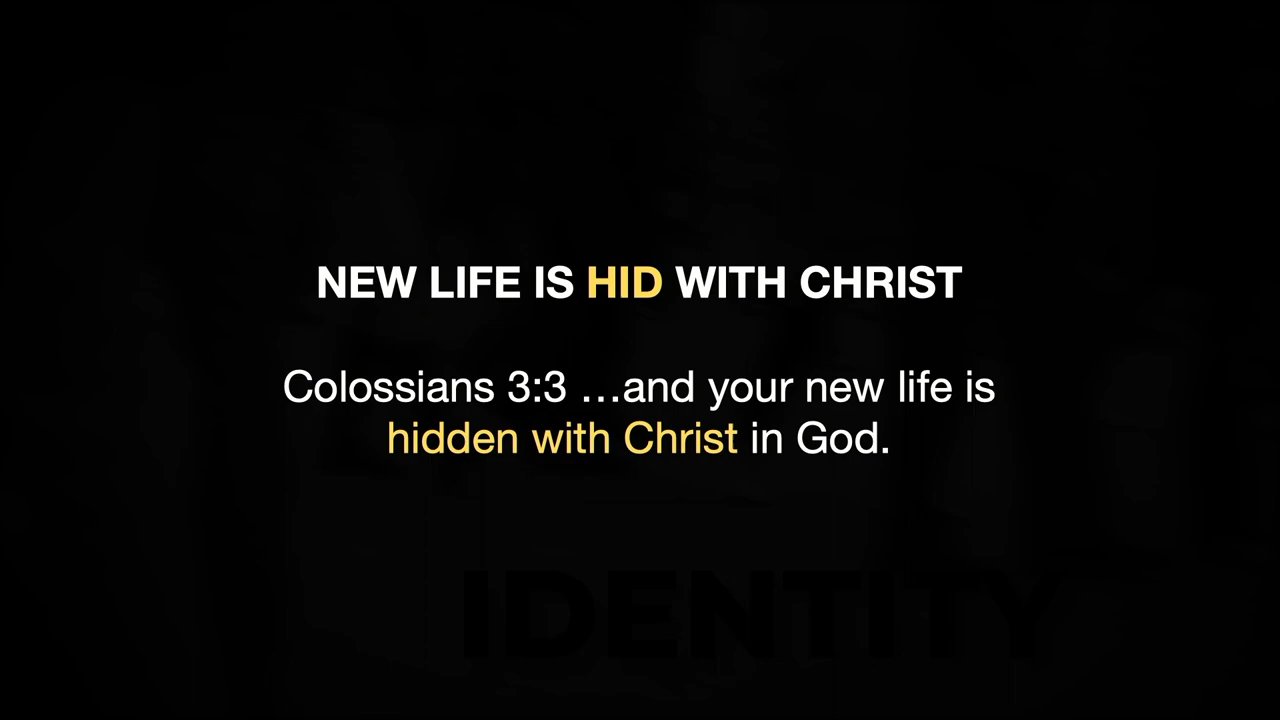 NEW LIFE IS HID WITH CHRIST
Colossians 3:3 …and your new life is
hidden with Christ in God.
IDENTITY